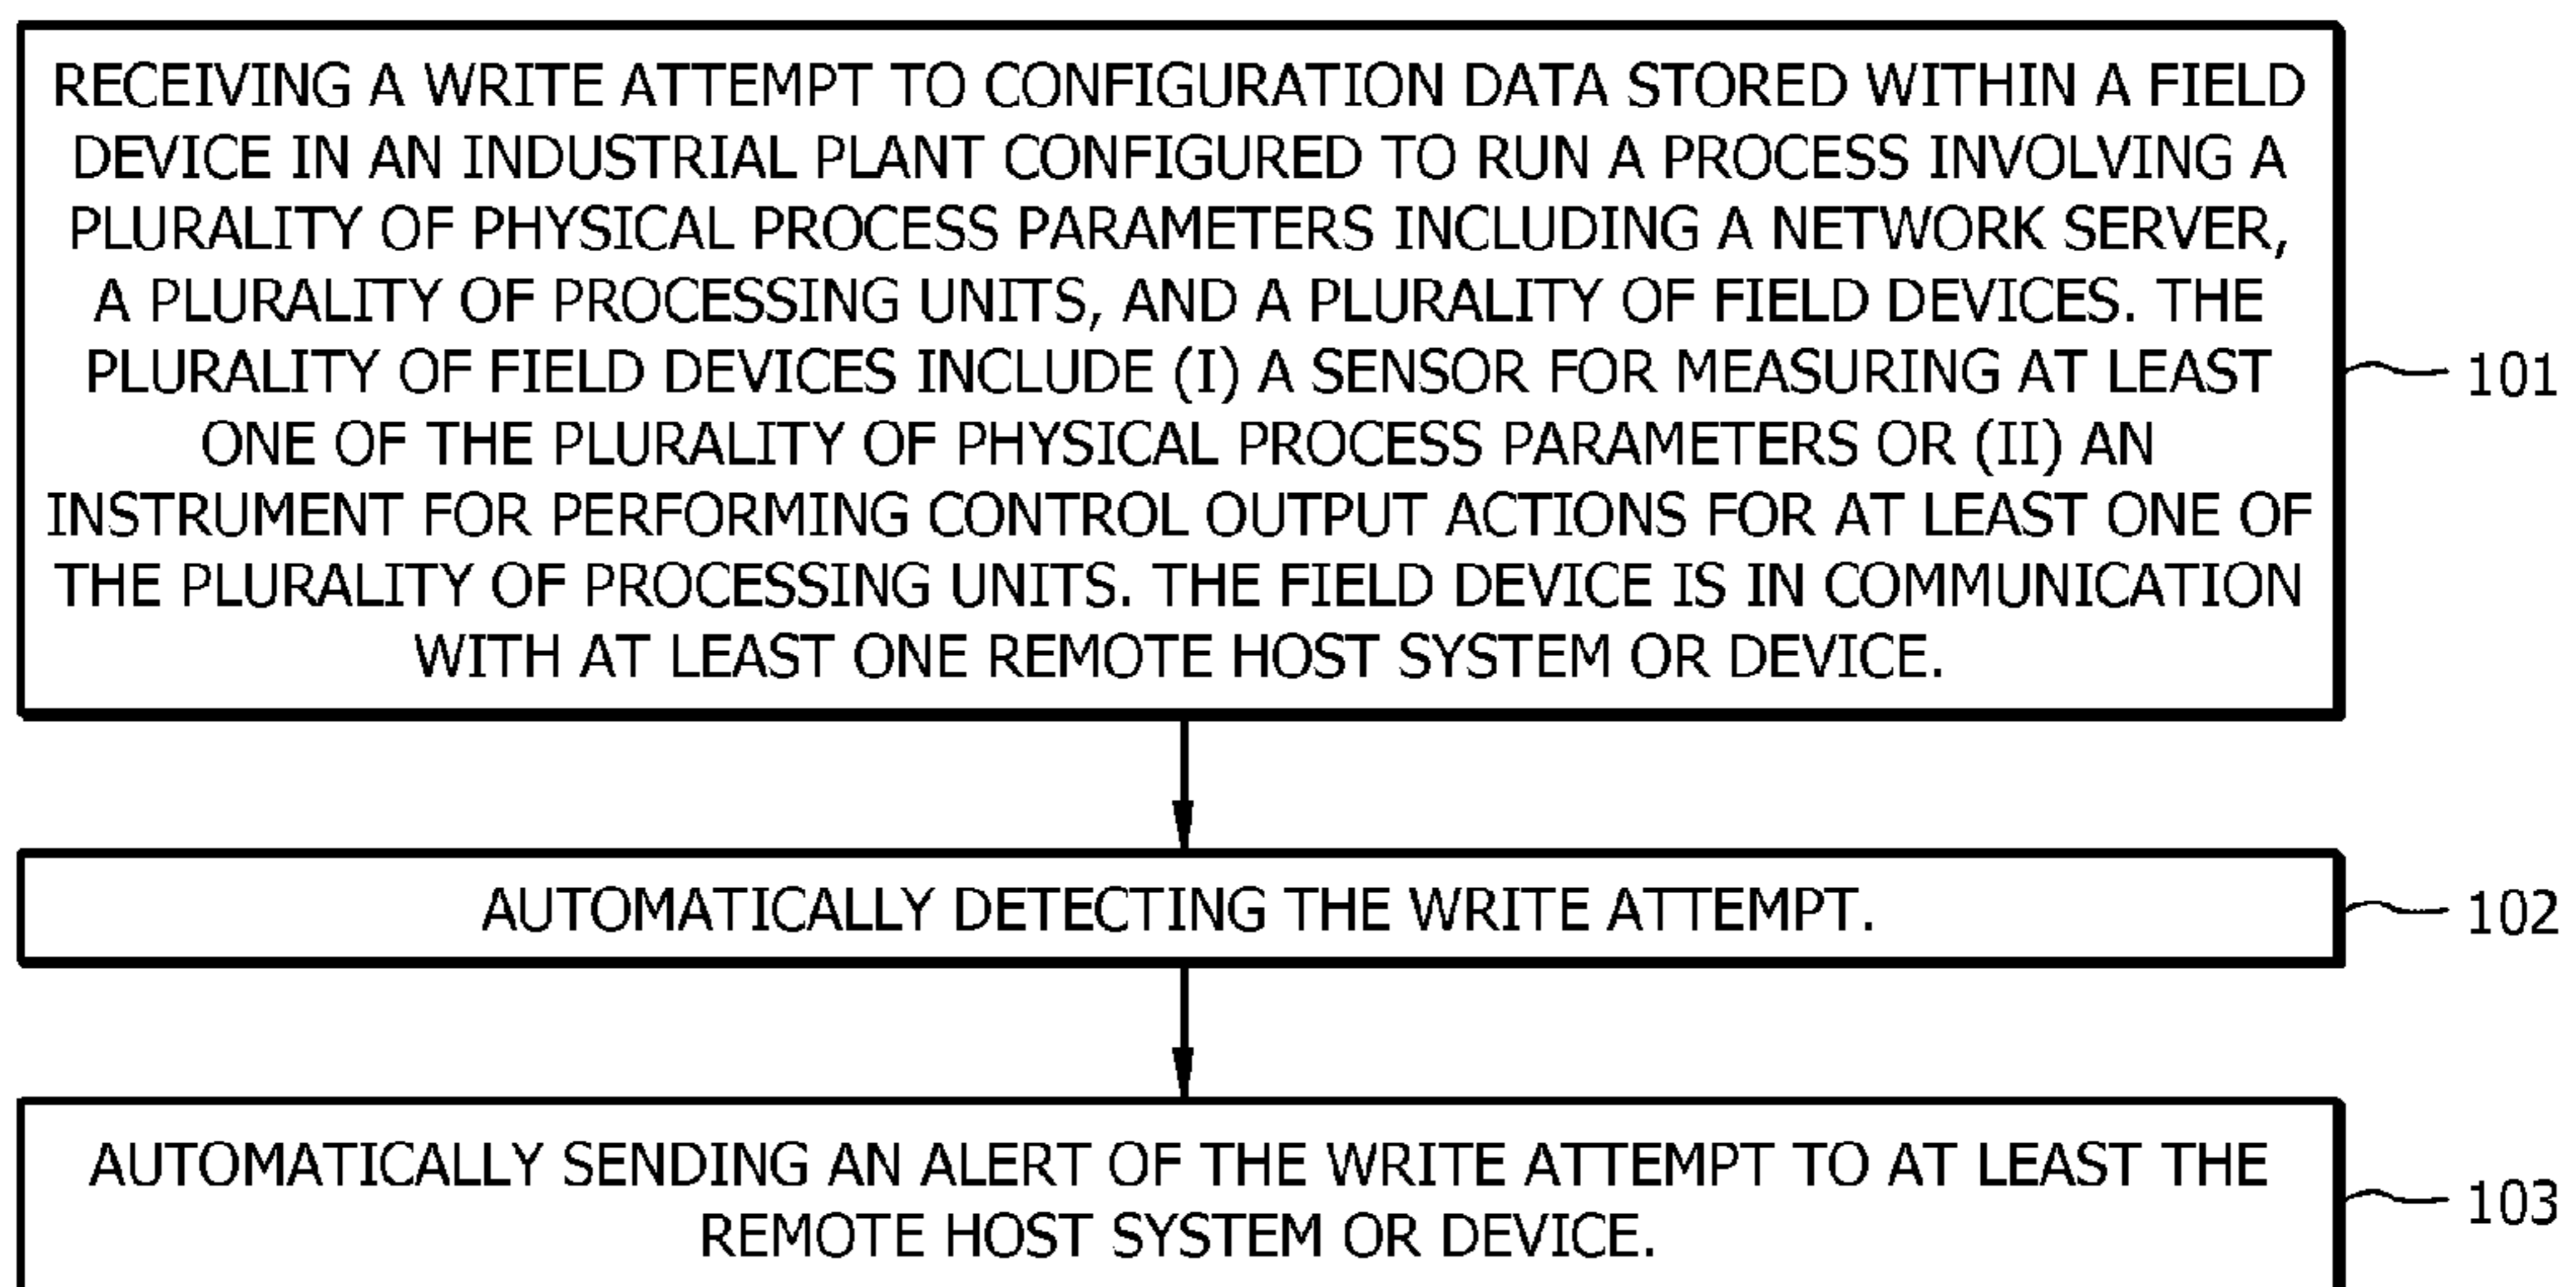 RECEIVING A WRITE ATTEMPT TO CONFIGURATION DATA STORED WITHIN A FIELD
DEVICE IN AN INDUSTRIAL PLANT CONFIGURED TO RUN A PROCESS INVOLVING A
PLURALITY OF PHYSICAL PROCESS PARAMETERS INCLUDING A NETWORK SERVER,
A PLURALITY OF PROCESSING UNITS, AND A PLURALITY OF FIELD DEVICES. THE
PLURALITY OF FIELD DEVICES INCLUDE (I) A SENSOR FOR MEASURING AT LEAST
ONE OF THE PLURALITY OF PHYSICAL PROCESS PARAMETERS OR (II) AN
INSTRUMENT FOR PERFORMING CONTROL OUTPUT ACTIONS FOR AT LEAST ONE OF
THE PLURALITY OF PROCESSING UNITS. THE FIELD DEVICE IS IN COMMUNICATION
WITH AT LEAST ONE REMOTE HOST SYSTEM OR DEVICE.
101
AUTOMATICALLY DETECTING THE WRITE ATTEMPT.
102
AUTOMATICALLY SENDING AN ALERT OF THE WRITE ATTEMPT TO AT LEAST THE
REMOTE HOST SYSTEM OR DEVICE.
103